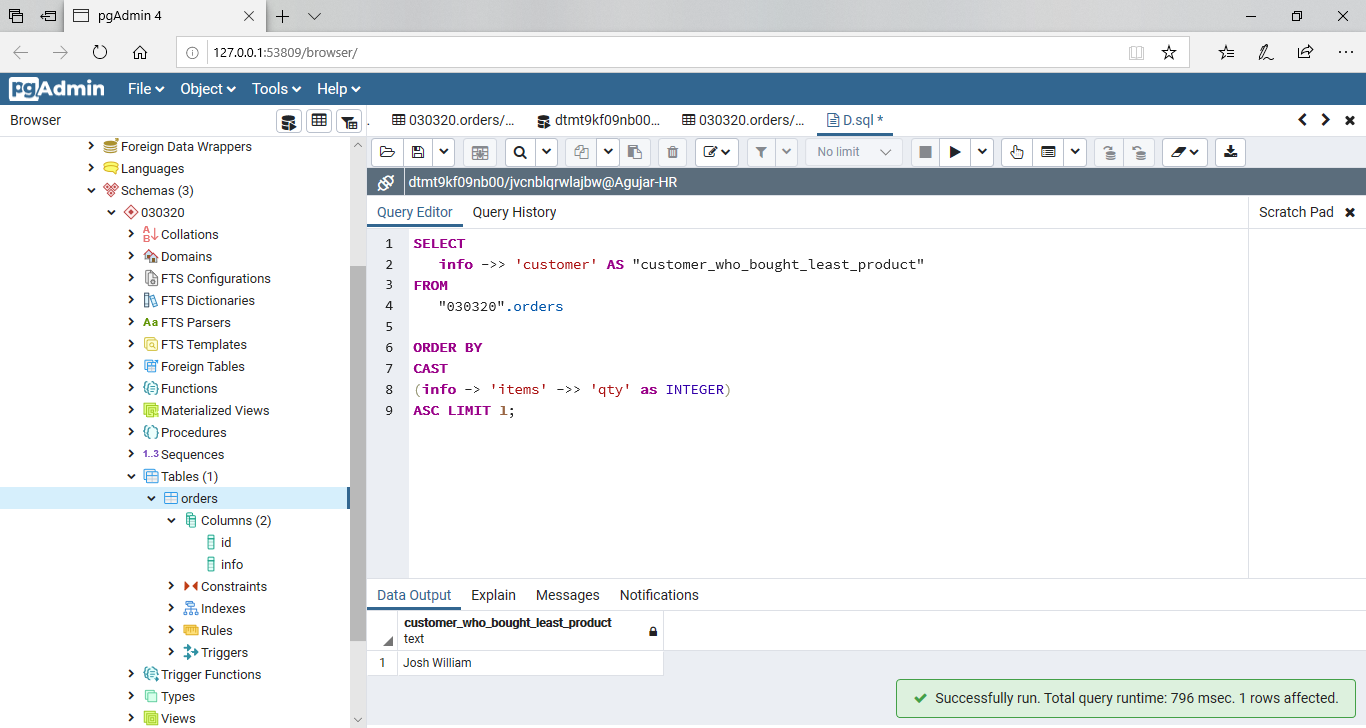 pgAdmin 4
127.0.0.1:53809/browser/
pgAdmin File Object Tools Help
Browser
030320.orders/... dtmt9kf09nb00... 030320.orders/... D.sql *
No limit
dtmt9kf09nb00/jvcnblqrwlajbw@Agujar-HR
Query Editor Query History
Scratch Pad
Foreign Data Wrappers
Languages
Schemas (3)
030320
Collations
Domains
FTS Configurations
FTS Dictionaries
Aa FTS Parsers
FTS Templates
Foreign Tables
Functions
Materialized Views
Procedures
1..3 Sequences
Tables (1)
orders
Columns (2)
id
info
Constraints
Indexes
Rules
Triggers
Trigger Functions
Types
Views
1 SELECT
2 info ->> 'customer' AS "customer_who_bought_least_product"
3 FROM
4 "030320".orders
5
6 ORDER BY
7 CAST
8 (info -> 'items' ->> 'qty' as INTEGER)
9 ASC LIMIT 1;
Data Output Explain Messages Notifications
customer_who_bought_least_product
text
1 Josh William
Successfully run. Total query runtime: 796 msec. 1 rows affected.